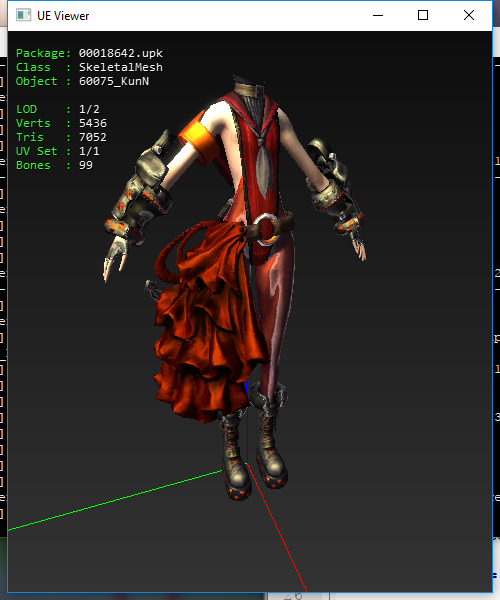 UE Viewer
Package: 00018642.upk
Class  : SkeletalMesh
Object : 60075_KunN
LOD    : 1/2
Verts  : 5436
Tris   : 7052
UV Set : 1/1
Bones  : 99